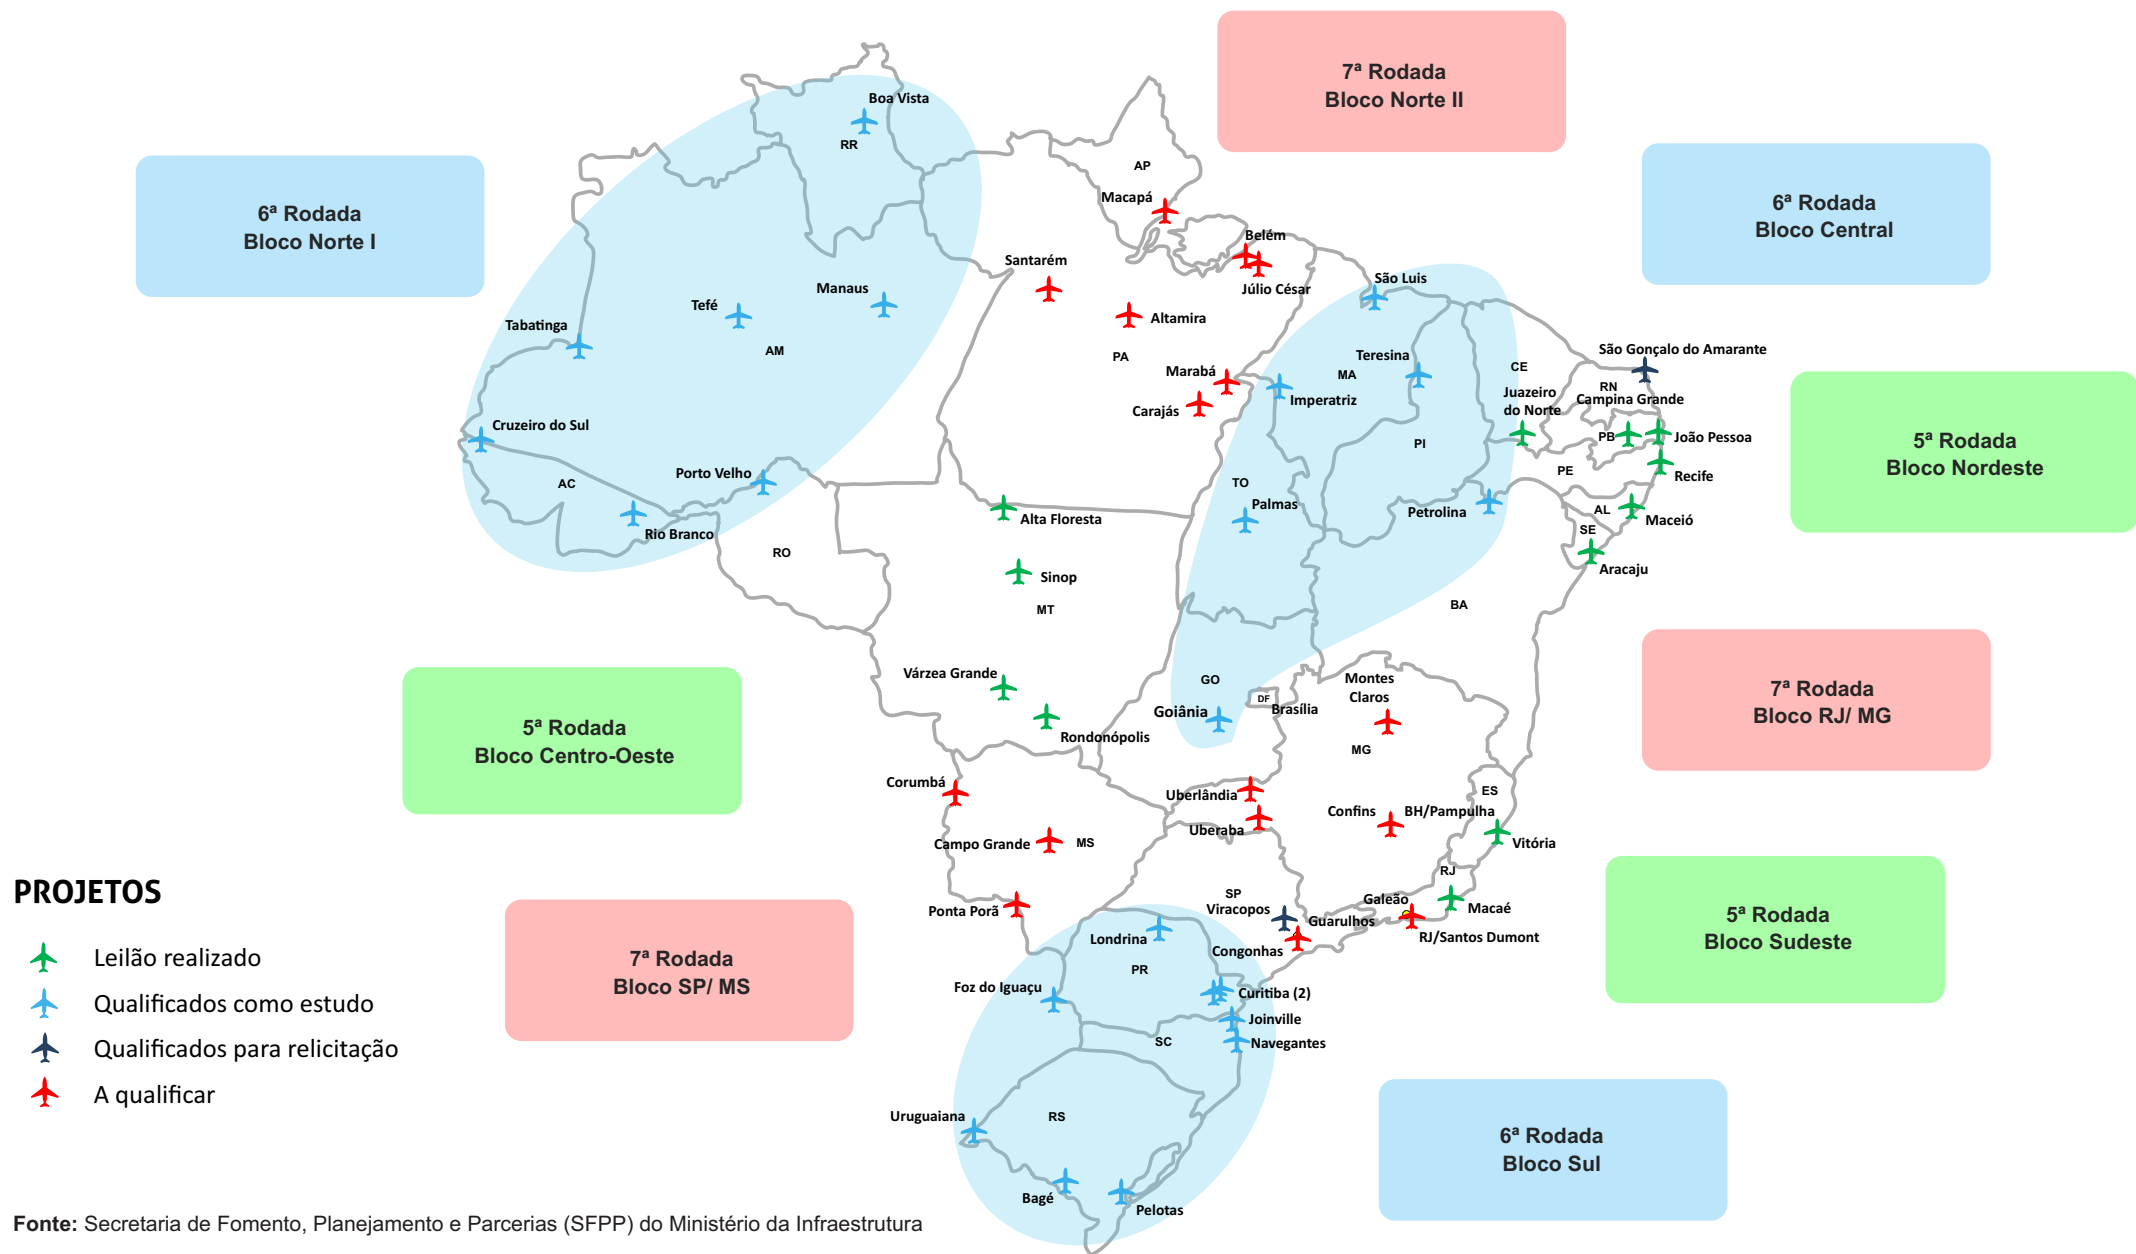 7ª Rodada
Bloco Norte II
Boa Vista
RR
6ª Rodada
Bloco Norte I
6ª Rodada
Bloco Central
AP
Macapá
Belém
Júlio César
Santarém
Altamira
PA
Marabá
Carajás
Tefé
Manaus
Tabatinga
AM
Cruzeiro do Sul
AC
Porto Velho
Rio Branco
RO
São Luis
Teresina
MA
Imperatriz
CE
Juazeiro
do Norte
São Gonçalo do Amarante
RN
Campina Grande
PB
João Pessoa
Recife
PE
PI
TO
Palmas
Petrolina
AL
Maceió
SE
Aracaju
5ª Rodada
Bloco Nordeste
Alta Floresta
Sinop
MT
BA
Várzea Grande
Rondonópolis
5ª Rodada
Bloco Centro-Oeste
GO
DF
Brasília
Goiânia
Montes
Claros
MG
7ª Rodada
Bloco RJ/ MG
Corumbá
Campo Grande
MS
Ponta Porã
Uberlândia
Uberaba
Confins
BH/Pampulha
ES
Vitória
RJ
Macaé
Galeão
RJ/Santos Dumont
SP
Viracopos
Guarulhos
Congonhas
5ª Rodada
Bloco Sudeste
7ª Rodada
Bloco SP/ MS
Londrina
PR
Foz do Iguaçu
Curitiba (2)
Joinville
Navegantes
SC
Uruguaiana
RS
Bagé
Pelotas
6ª Rodada
Bloco Sul
PROJETOS
Leilão realizado
Qualificados como estudo
Qualificados para relicitação
A qualificar
Fonte: Secretaria de Fomento, Planejamento e Parcerias (SFPP) do Ministério da Infraestrutura